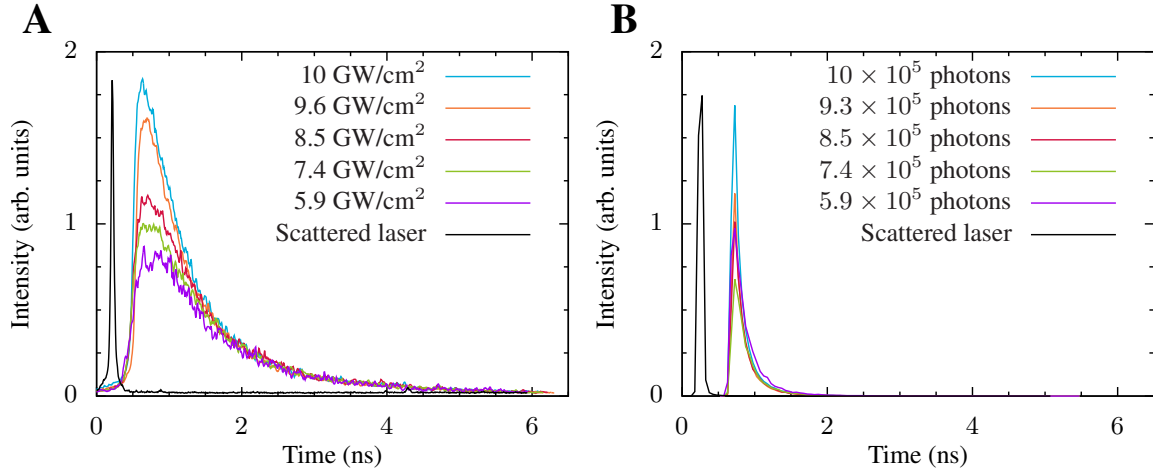 A
Intensity (arb. units)
2
1
0
0
2
4
6
Time (ns)
10 GW/cm²
9.6 GW/cm²
8.5 GW/cm²
7.4 GW/cm²
5.9 GW/cm²
Scattered laser
B
Intensity (arb. units)
2
1
0
0
2
4
6
Time (ns)
10 × 10⁵ photons
9.3 × 10⁵ photons
8.5 × 10⁵ photons
7.4 × 10⁵ photons
5.9 × 10⁵ photons
Scattered laser